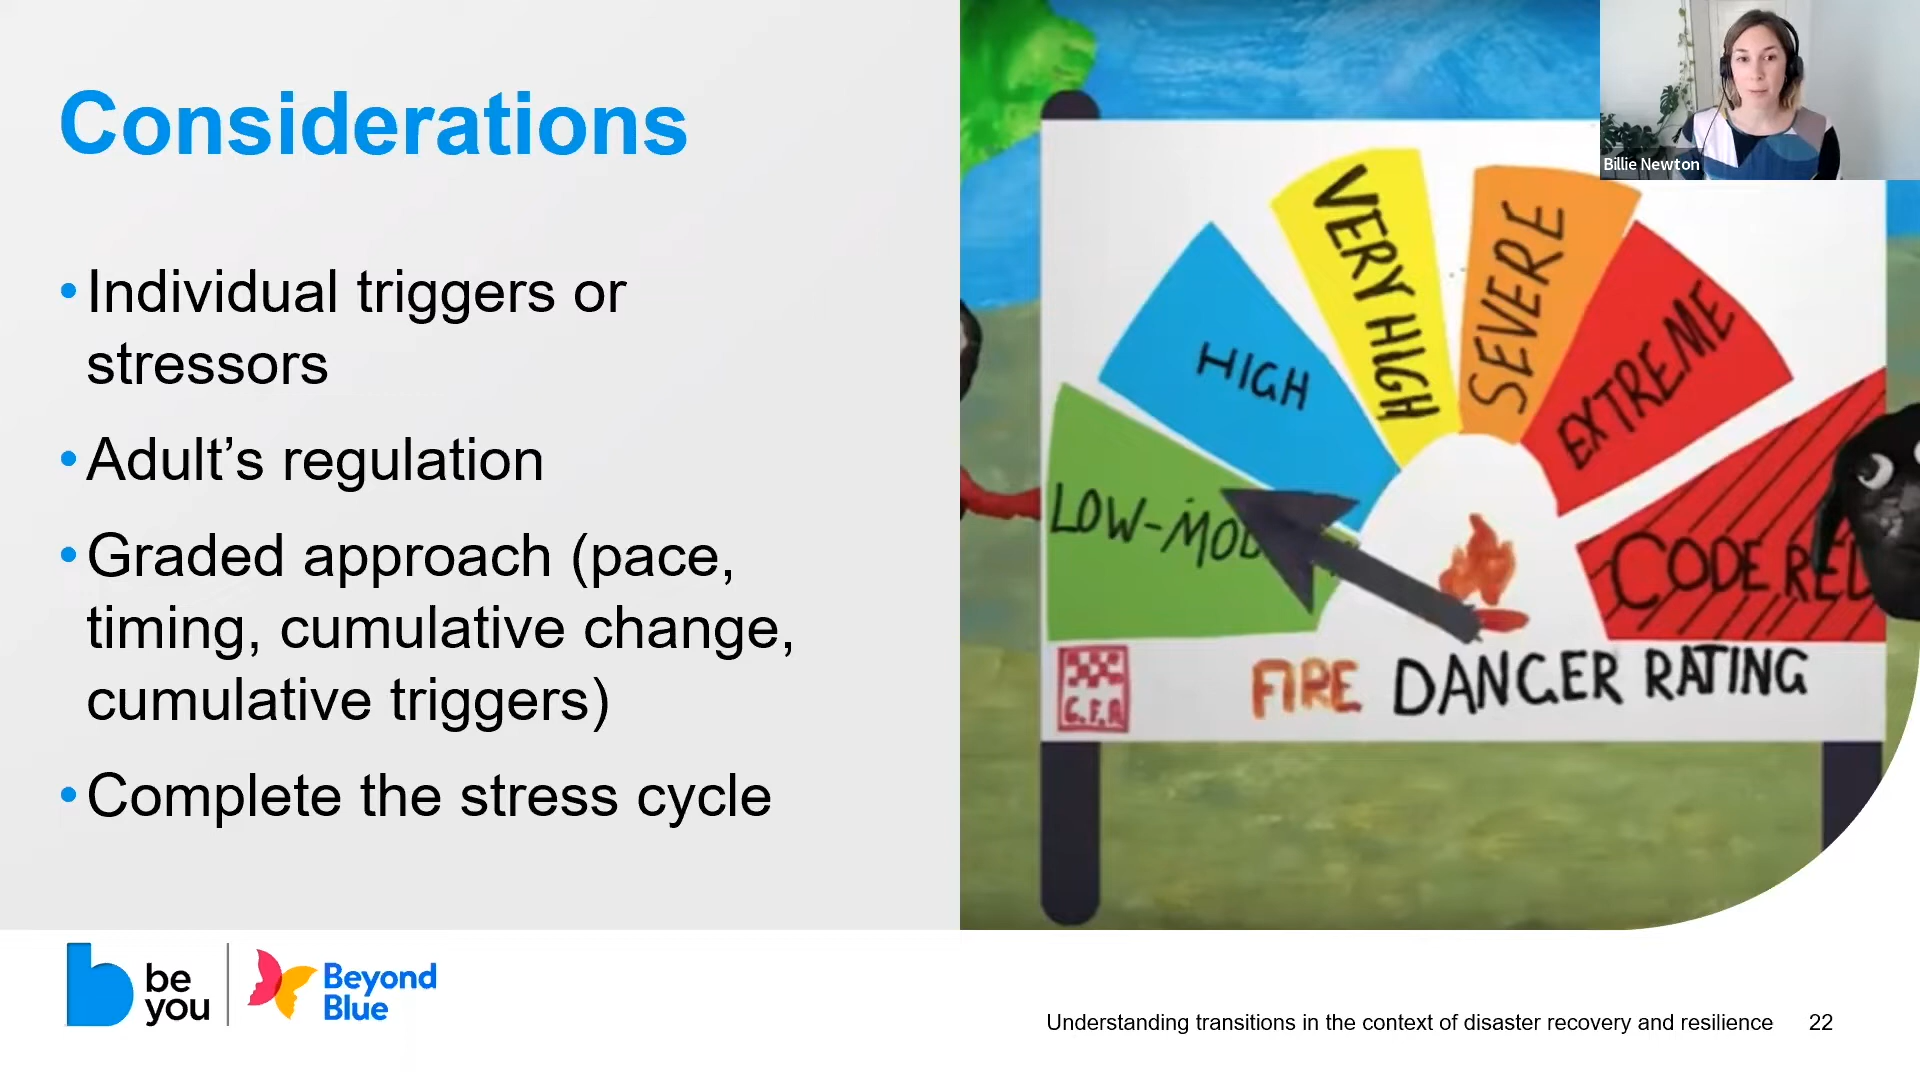 Considerations
• Individual triggers or
stressors
• Adult’s regulation
• Graded approach (pace,
timing, cumulative change,
cumulative triggers)
• Complete the stress cycle
Billie Newton
LOW-MOD
HIGH
VERY HIGH
SEVERE
EXTREME
CODE RED
C.F.A
FIRE DANGER RATING
be
you
Beyond
Blue
Understanding transitions in the context of disaster recovery and resilience 22